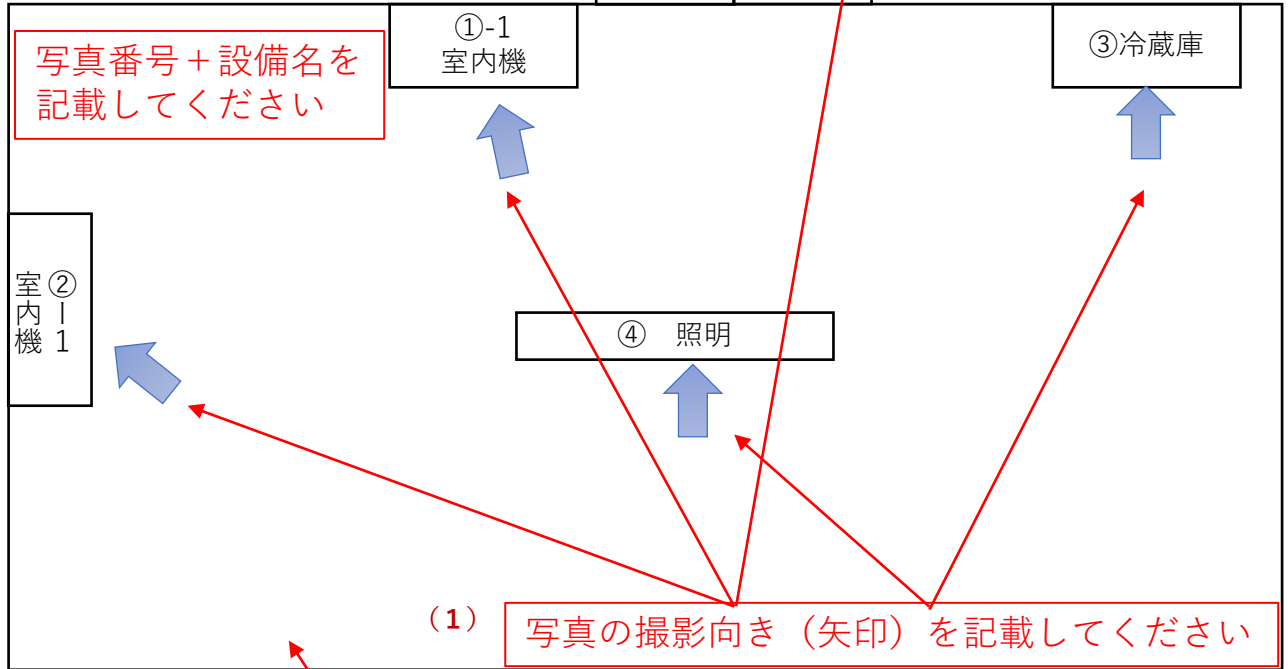 ①-1
室内機
③冷蔵庫
写真番号＋設備名を
記載してください
②ー1
室内機
④　照明
（1）
写真の撮影向き（矢印）を記載してください